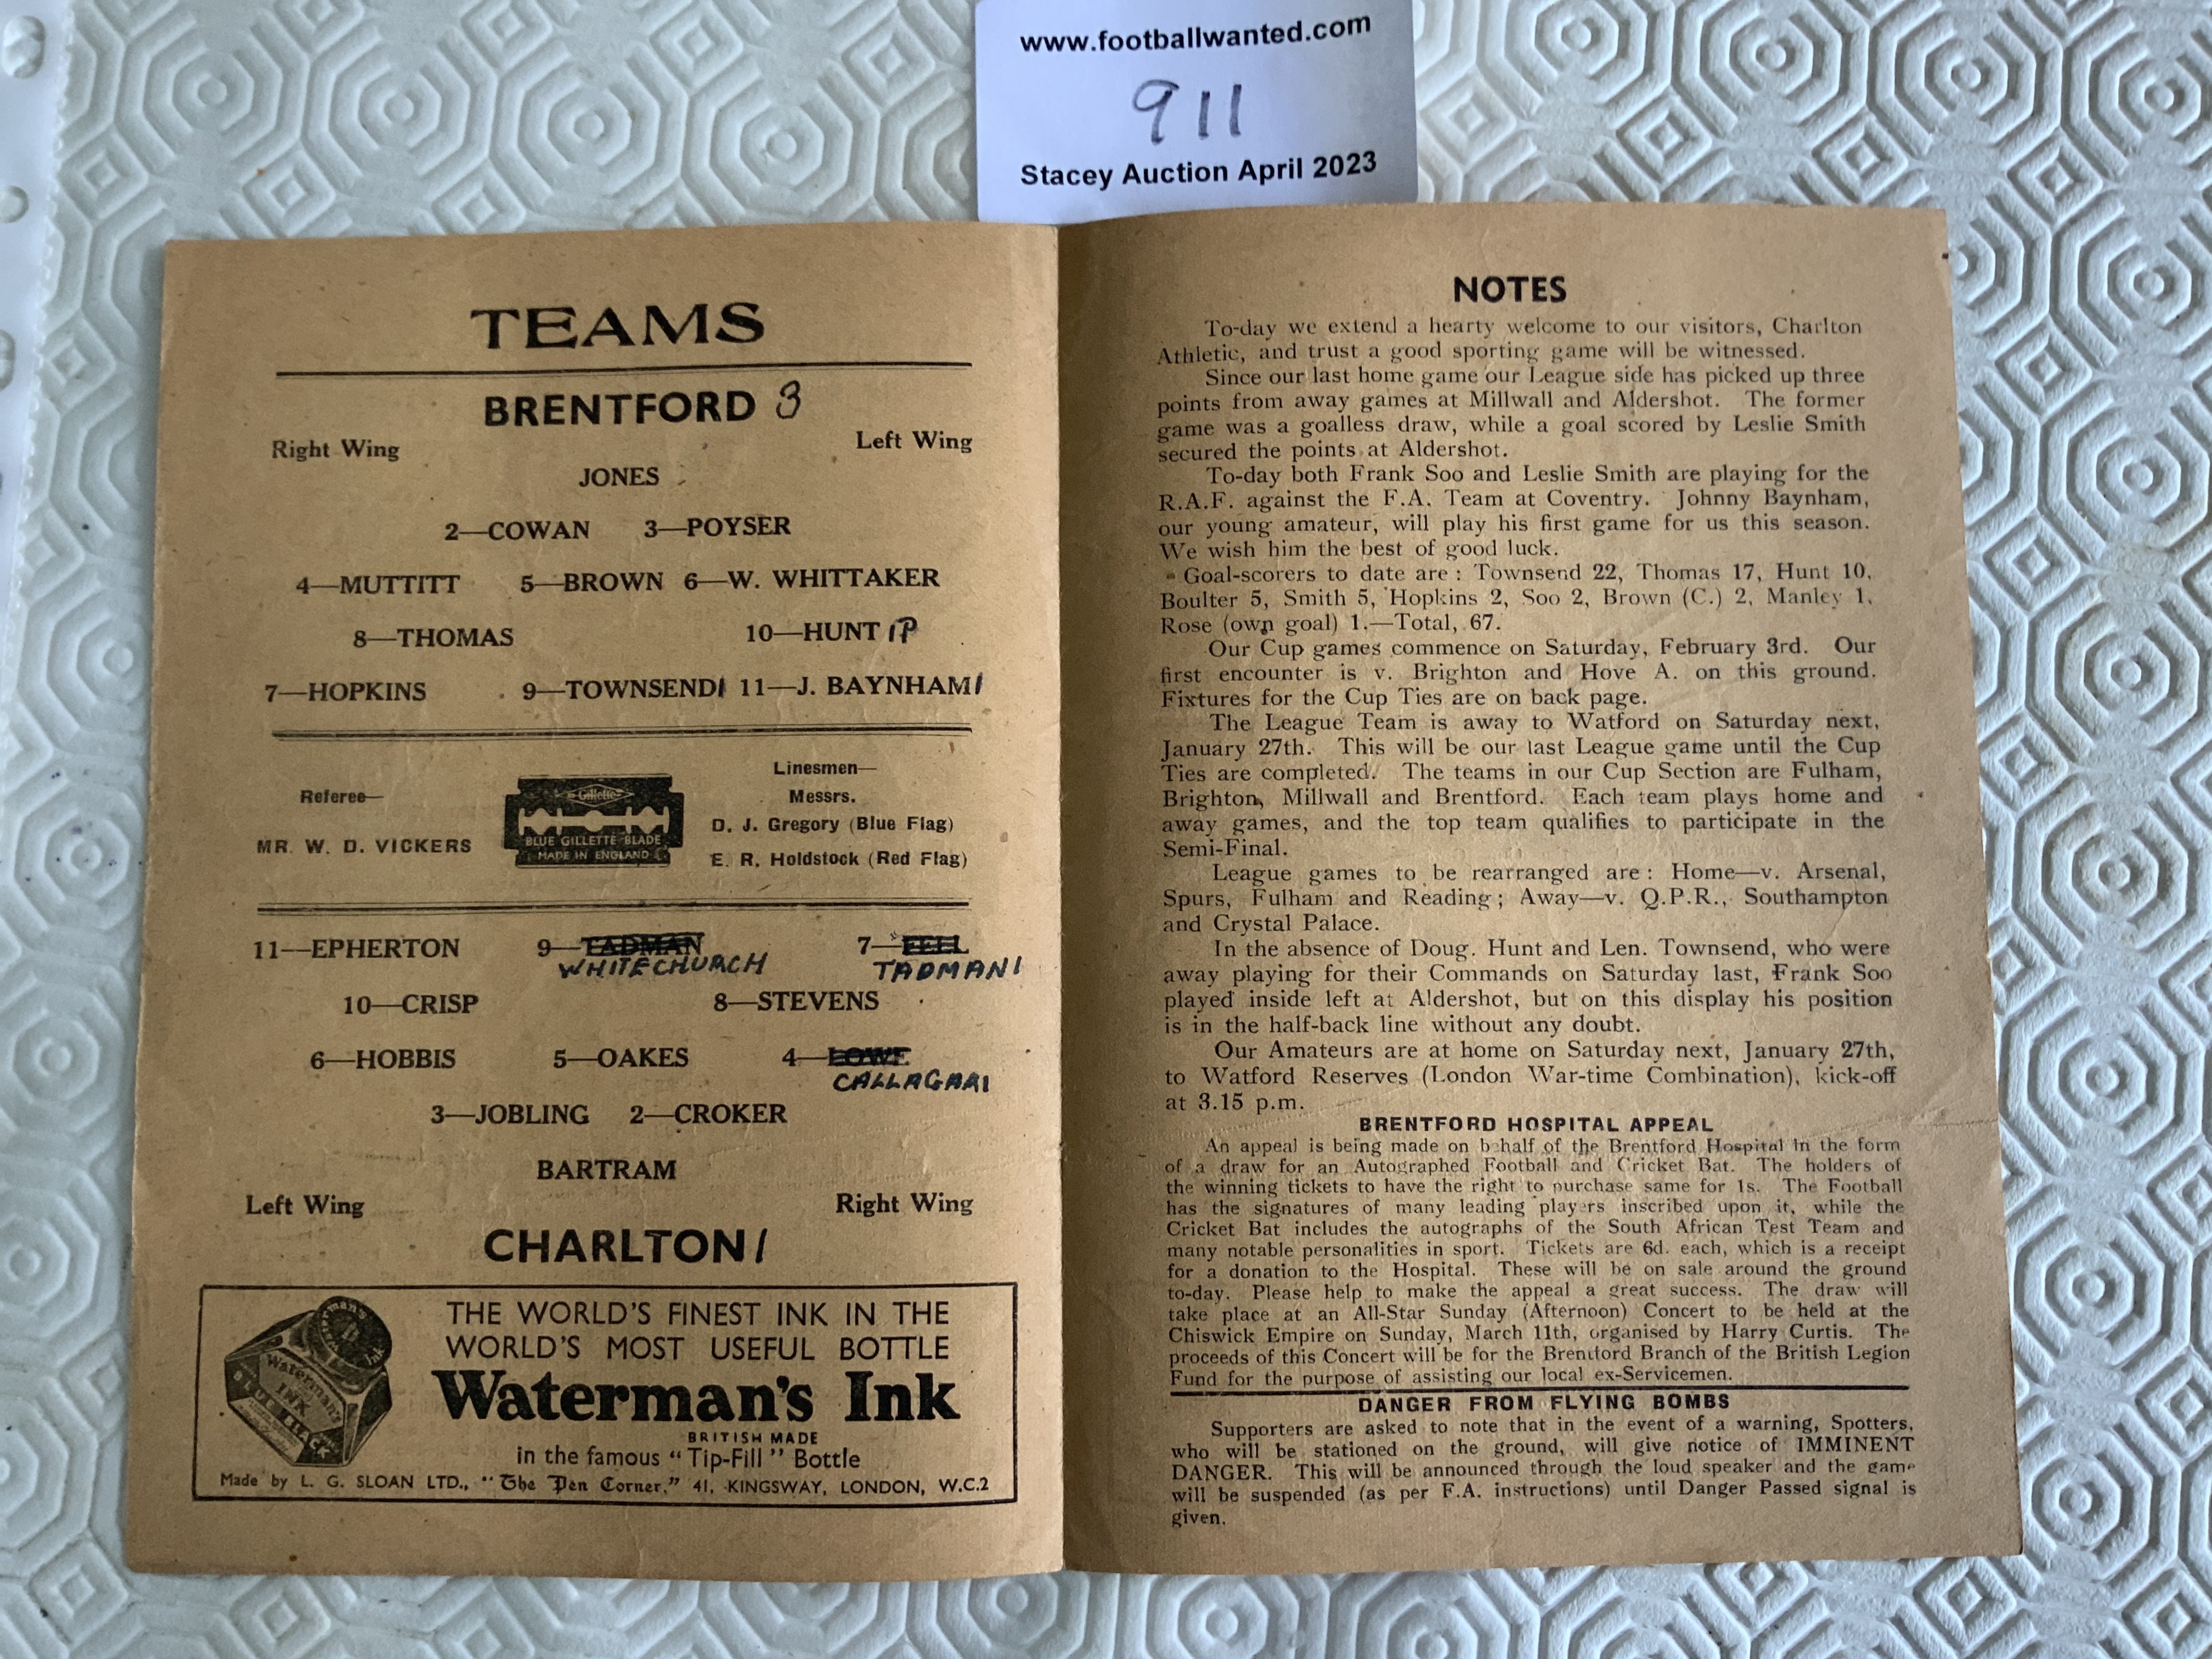 www.footballwanted.com
911
Stacey Auction April 2023
TEAMS
BRENTFORD 3
Right Wing Left Wing
JONES
2—COWAN 3—POYSER
4—MUTTITT 5—BROWN 6—W. WHITTAKER
8—THOMAS 10—HUNT 1P
7—HOPKINS 9—TOWNSEND 1 11—J. BAYNHAM 1
Referee—
MR. W. D. VICKERS
Gillette
BLUE GILLETTE BLADE
MADE IN ENGLAND
Linesmen—
Messrs.
D. J. Gregory (Blue Flag)
E. R. Holdstock (Red Flag)
11—EPHERTON 9—TADMAN 7—FELL
WHITECHURCH TADMAN 1
10—CRISP 8—STEVENS
6—HOBBIS 5—OAKES 4—LOWE
3—JOBLING 2—CROKER
BARTRAM
Left Wing Right Wing
CHARLTON 1
THE WORLD'S FINEST INK IN THE
WORLD'S MOST USEFUL BOTTLE
Waterman's Ink
BRITISH MADE
in the famous "Tip-Fill" Bottle
Made by L. G. SLOAN LTD., "The Pen Corner," 41, KINGSWAY, LONDON, W.C.2
Waterman's
INK
BLUE BLACK
NOTES
To-day we extend a hearty welcome to our visitors, Charlton
Athletic, and trust a good sporting game will be witnessed.
Since our last home game our League side has picked up three
points from away games at Millwall and Aldershot. The former
game was a goalless draw, while a goal scored by Leslie Smith
secured the points at Aldershot.
To-day both Frank Soo and Leslie Smith are playing for the
R.A.F. against the F.A. Team at Coventry. Johnny Baynham,
our young amateur, will play his first game for us this season.
We wish him the best of good luck.
Goal-scorers to date are : Townsend 22, Thomas 17, Hunt 10,
Boulter 5, Smith 5, Hopkins 2, Soo 2, Brown (C.) 2, Manley 1,
Rose (own goal) 1.—Total, 67.
Our Cup games commence on Saturday, February 3rd. Our
first encounter is v. Brighton and Hove A. on this ground.
Fixtures for the Cup Ties are on back page.
The League Team is away to Watford on Saturday next,
January 27th. This will be our last League game until the Cup
Ties are completed. The teams in our Cup Section are Fulham,
Brighton, Millwall and Brentford. Each team plays home and
away games, and the top team qualifies to participate in the
Semi-Final.
League games to be rearranged are : Home—v. Arsenal,
Spurs, Fulham and Reading ; Away—v. Q.P.R., Southampton
and Crystal Palace.
In the absence of Doug. Hunt and Len. Townsend, who were
away playing for their Commands on Saturday last, Frank Soo
played inside left at Aldershot, but on this display his position
is in the half-back line without any doubt.
Our Amateurs are at home on Saturday next, January 27th,
to Watford Reserves (London War-time Combination), kick-off
at 3.15 p.m.
BRENTFORD HOSPITAL APPEAL
An appeal is being made on behalf of the Brentford Hospital in the form
of a draw for an Autographed Football and Cricket Bat. The holders of
the winning tickets to have the right to purchase same for 1s. The Football
has the signatures of many leading players inscribed upon it, while the
Cricket Bat includes the autographs of the South African Test Team and
many notable personalities in sport. Tickets are 6d. each, which is a receipt
for a donation to the Hospital. These will be on sale around the ground
to-day. Please help to make the appeal a great success. The draw will
take place at an All-Star Sunday (Afternoon) Concert to be held at the
Chiswick Empire on Sunday, March 11th, organised by Harry Curtis. The
proceeds of this Concert will be for the Brentford Branch of the British Legion
Fund for the purpose of assisting our local ex-Servicemen.
DANGER FROM FLYING BOMBS
Supporters are asked to note that in the event of a warning, Spotters,
who will be stationed on the ground, will give notice of IMMINENT
DANGER. This will be announced through the loud speaker and the game
will be suspended (as per F.A. instructions) until Danger Passed signal is
given.